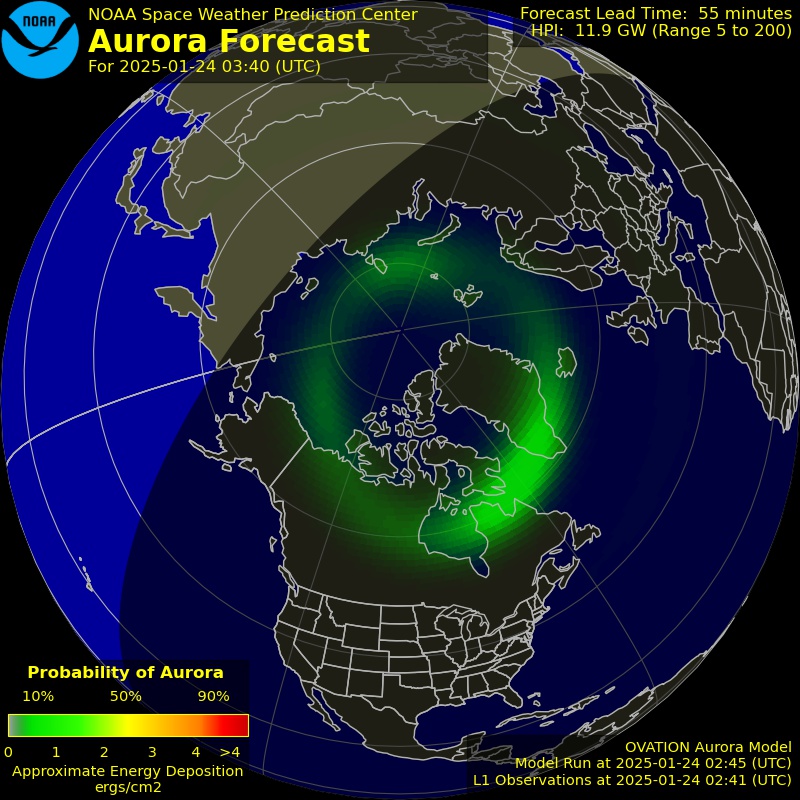 NOAA
NOAA Space Weather Prediction Center
Aurora Forecast
For 2025-01-24 03:40 (UTC)
Forecast Lead Time: 55 minutes
HPI: 11.9 GW (Range 5 to 200)
Probability of Aurora
10% 50% 90%
0 1 2 3 4 >4
Approximate Energy Deposition
ergs/cm2
OVATION Aurora Model
Model Run at 2025-01-24 02:45 (UTC)
L1 Observations at 2025-01-24 02:41 (UTC)